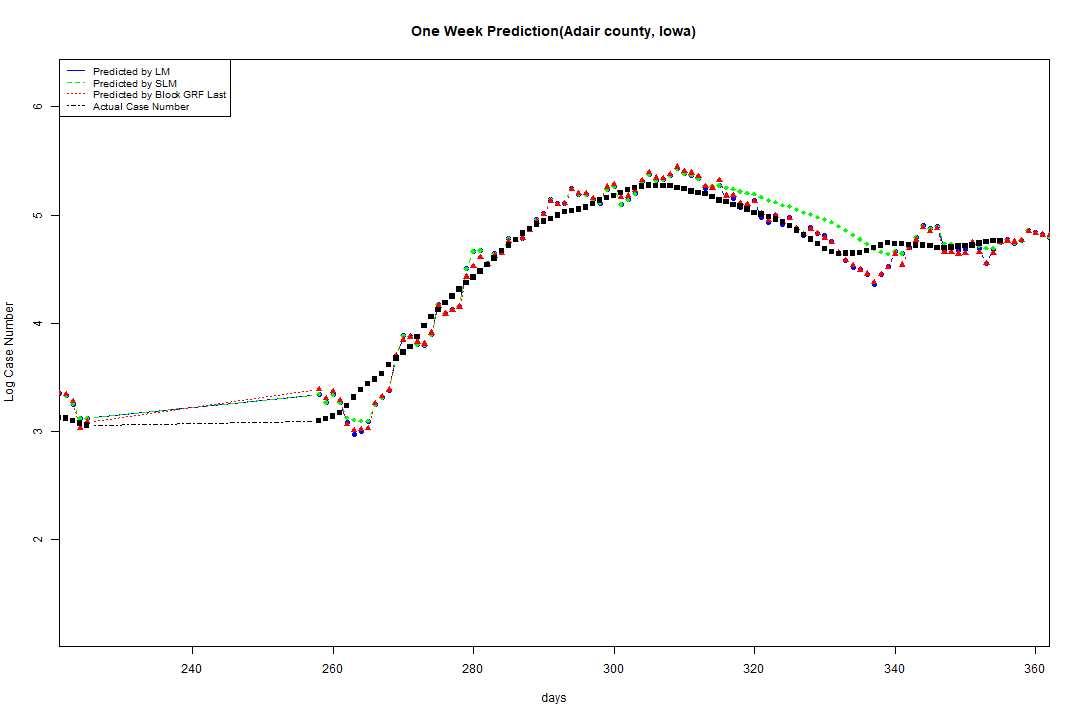 One Week Prediction(Adair county, Iowa)
Predicted by LM
Predicted by SLM
Predicted by Block GRF Last
Actual Case Number
6
5
4
3
2
Log Case Number
240 260 280 300 320 340 360
days